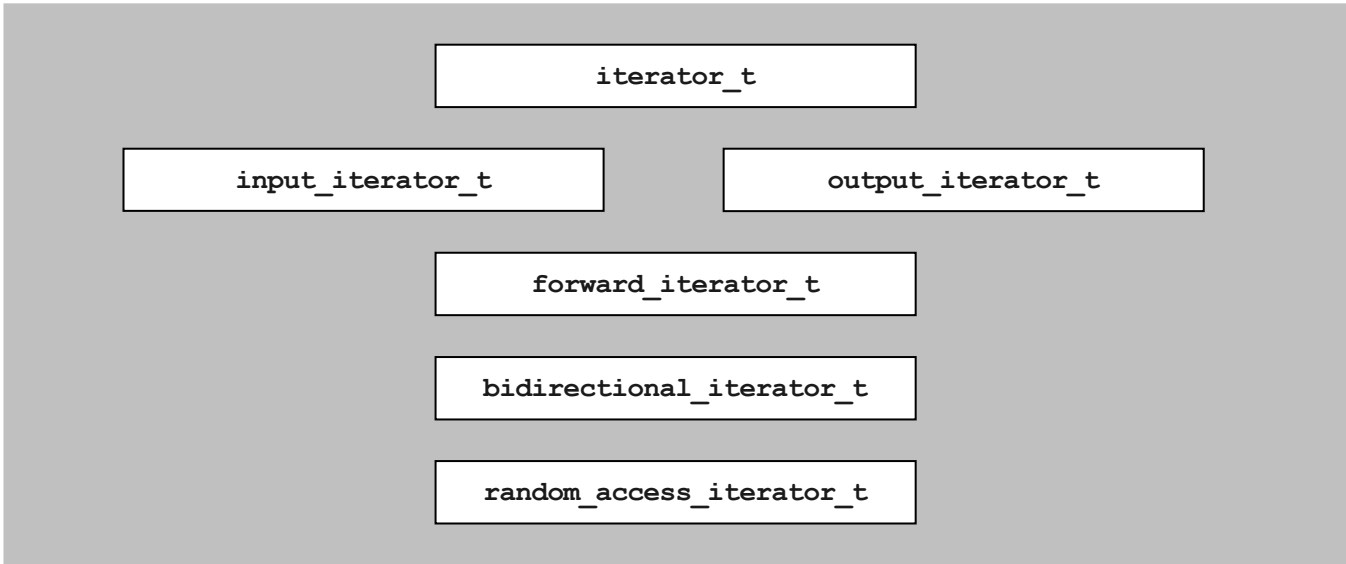 iterator_t
input_iterator_t
output_iterator_t
forward_iterator_t
bidirectional_iterator_t
random_access_iterator_t